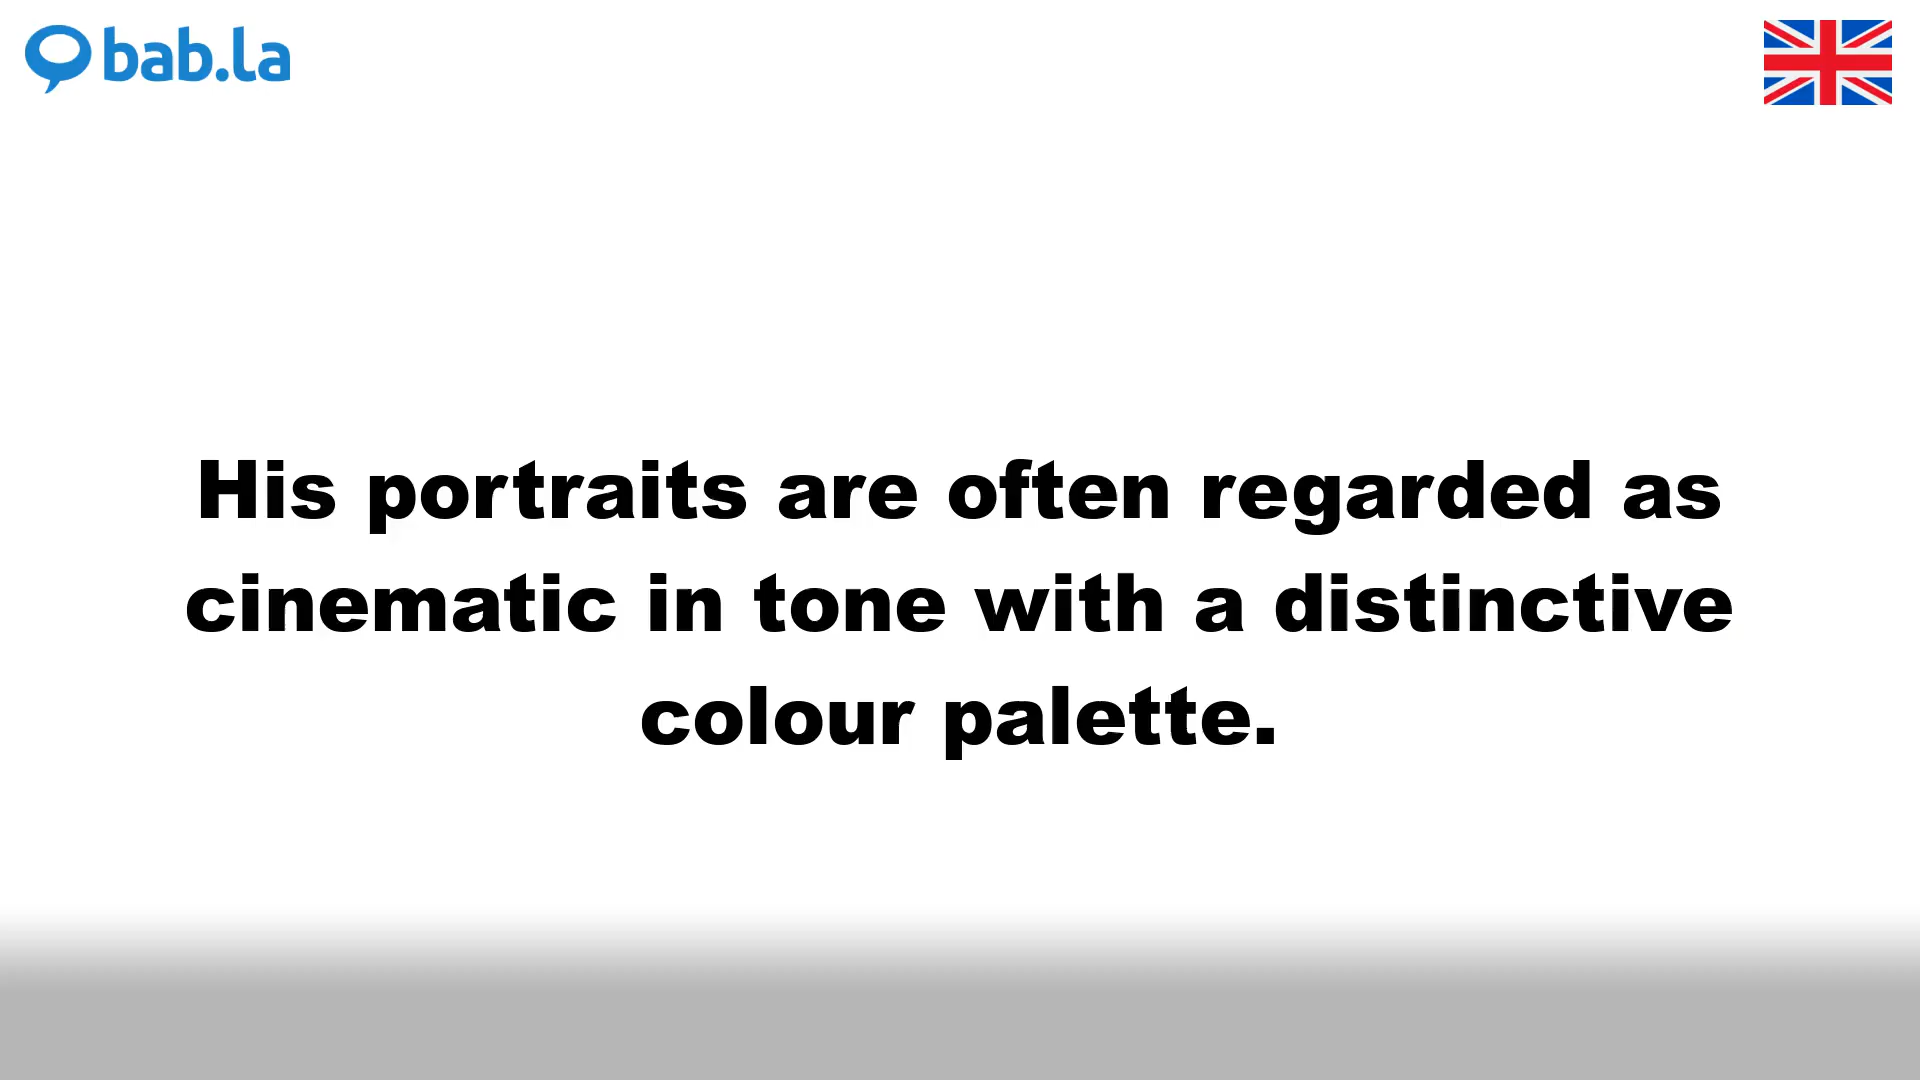 bab.la
His portraits are often regarded as
cinematic in tone with a distinctive
colour palette.